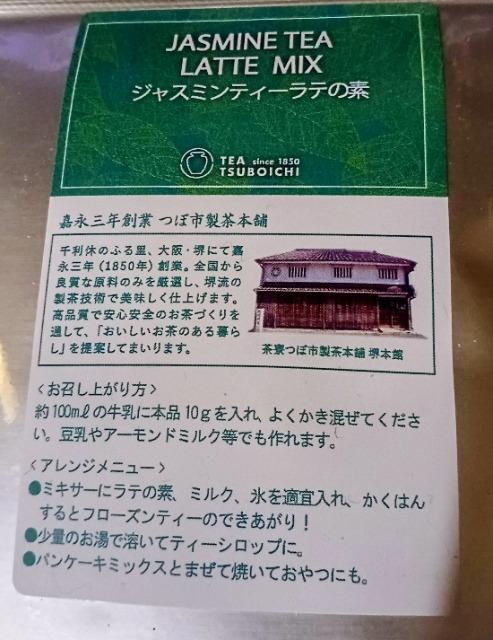 JASMINE TEA
LATTE MIX
ジャスミンティーラテの素
TEA since 1850
TSUBOICHI
嘉永三年創業 つぼ市製茶本舗
千利休のふる里、大阪・堺にて嘉
永三年(1850年)創業。全国から
良質な原料のみを厳選し、堺流の
製茶技術で美味しく仕上げます。
高品質で安心安全のお茶づくりを
通して、「おいしいお茶のある暮ら
し」を提案してまいります。
茶寮つぼ市製茶本舗 堺本館
<お召し上がり方>
約100mℓの牛乳に本品10gを入れ、よくかき混ぜてくださ
い。豆乳やアーモンドミルク等でも作れます。
<アレンジメニュー>
●ミキサーにラテの素、ミルク、氷を適宜入れ、かくはん
するとフローズンティーのできあがり!
●少量のお湯で溶いてティーシロップに。
●パンケーキミックスとまぜて焼いておやつにも。